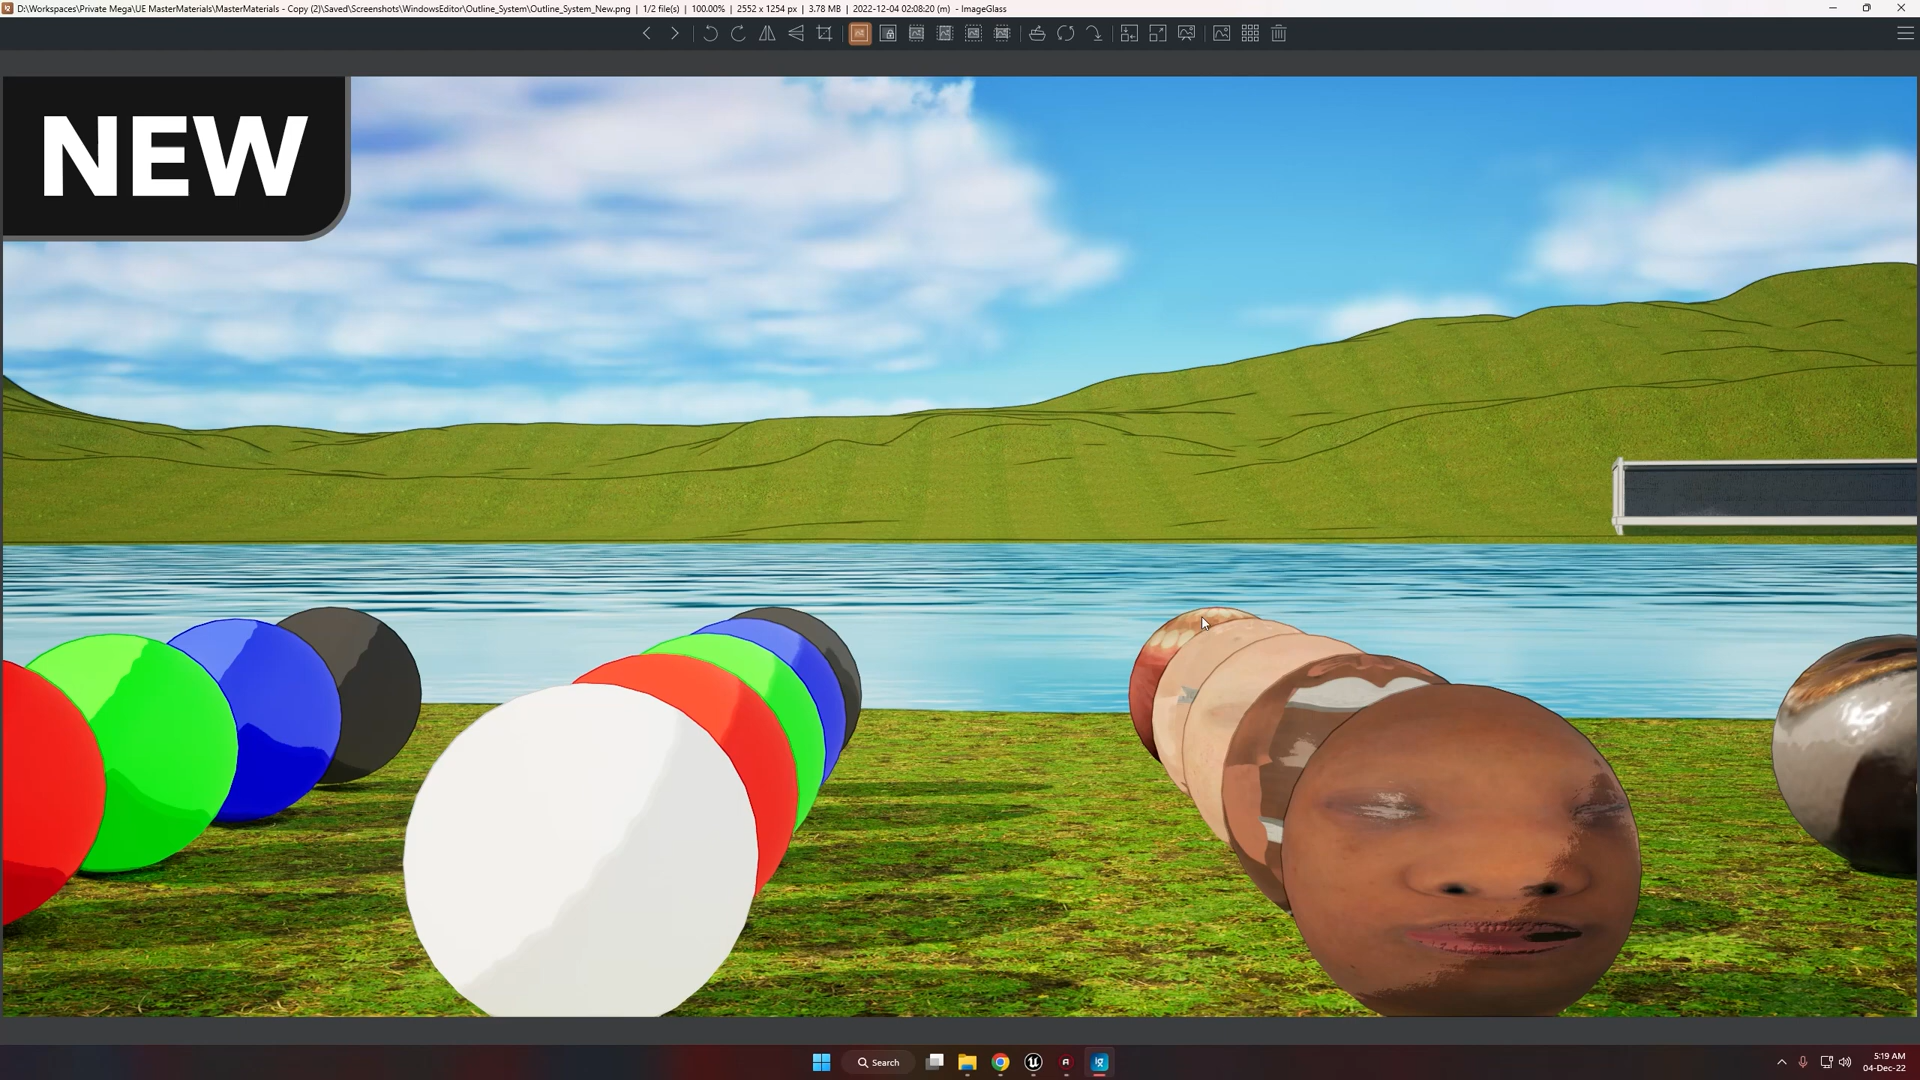 D:\Workspaces\Private Mega\UE MasterMaterials\MasterMaterials - Copy (2)\Saved\Screenshots\WindowsEditor\Outline_System\Outline_System_New.png | 1/2 file(s) | 100.00% | 2552 x 1254 px | 3.78 MB | 2022-12-04 02:08:20 (m) - ImageGlass
NEW
Search
5:19 AM
04-Dec-22